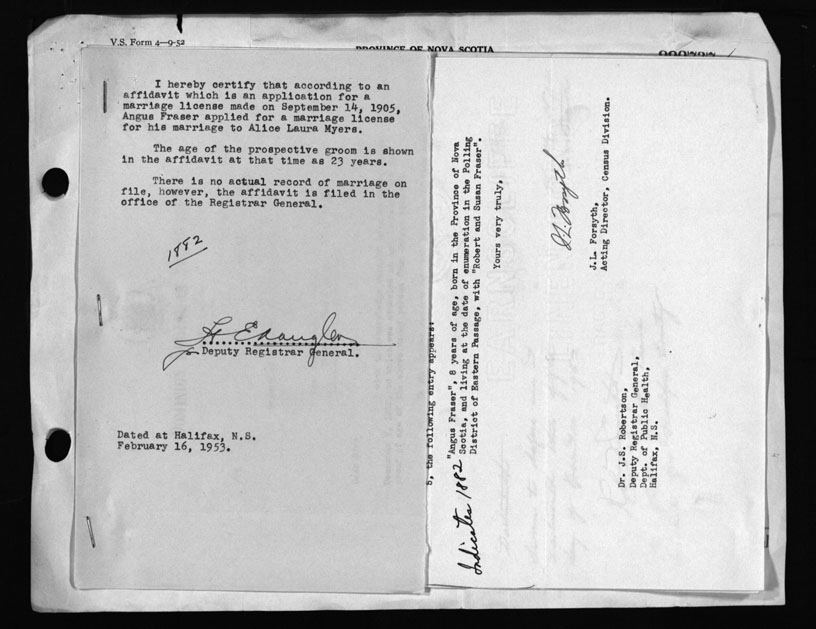 V.S. Form 4—9-52
PROVINCE OF NOVA SCOTIA
I hereby certify that according to an
affidavit which is an application for a
marriage license made on September 14, 1905,
Angus Fraser applied for a marriage license
for his marriage to Alice Laura Myers.
The age of the prospective groom is shown
in the affidavit at that time as 23 years.
There is no actual record of marriage on
file, however, the affidavit is filed in the
office of the Registrar General.
1882
Deputy Registrar General.
Dated at Halifax, N.S.
February 16, 1953.
, the following entry appears:
"Angus Fraser", 8 years of age, born in the Province of Nova
Scotia, and living at the date of enumeration in the Polling
District of Eastern Passage, with "Robert and Susan Fraser".
Indicates 1882
Yours very truly,
J.L. Forsyth
J.L. Forsyth,
Acting Director, Census Division.
Dr. J.S. Robertson,
Deputy Registrar General,
Dept. of Public Health,
Halifax, N.S.